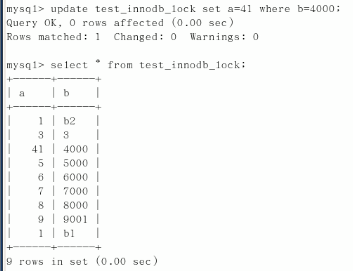 mysql> update test_innodb_lock set a=41 where b=4000;
Query OK, 0 rows affected (0.00 sec)
Rows matched: 1  Changed: 0  Warnings: 0

mysql> select * from test_innodb_lock;
+------+------+
| a    | b    |
+------+------+
|    1 | b2   |
|    3 | 3    |
|   41 | 4000 |
|    5 | 5000 |
|    6 | 6000 |
|    7 | 7000 |
|    8 | 8000 |
|    9 | 9001 |
|    1 | b1   |
+------+------+
9 rows in set (0.00 sec)